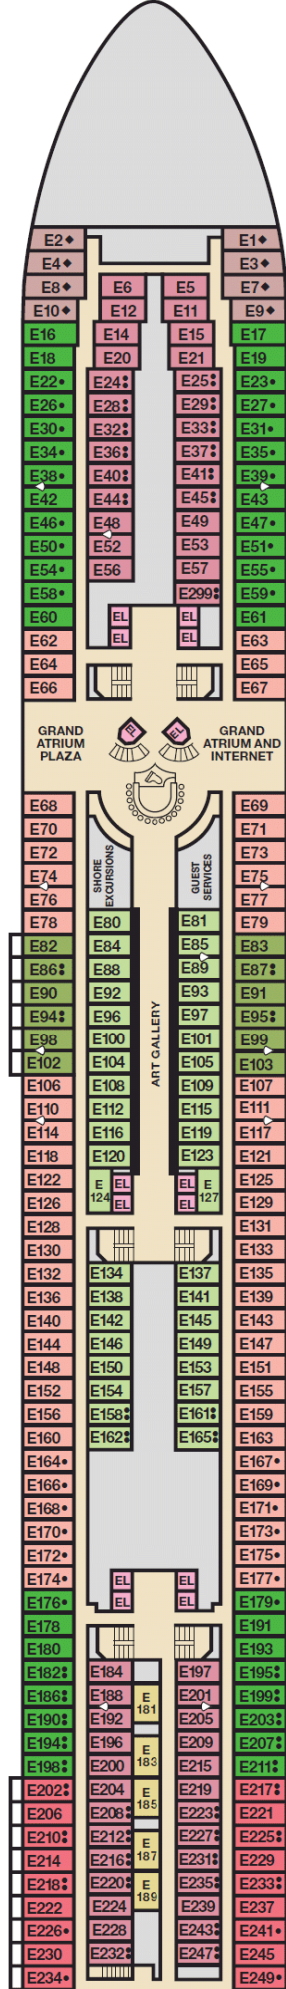 E2◆ E1◆
E4◆ E3◆
E8◆ E6 E5 E7◆
E10◆ E12 E11 E9◆
E16 E14 E15 E17
E18 E20 E21 E19
E22• E24: E25: E23•
E26• E28: E29: E27•
E30• E32: E33: E31•
E34• E36: E37: E35•
E38• E40: E41: E39•
E42 E44: E45: E43
E46• E48 E49 E47•
E50• E52 E53 E51•
E54• E56 E57 E55•
E58• E299: E59•
E60 EL EL E61
E62 EL EL E63
E64 E65
E66 E67
GRAND
ATRIUM
PLAZA
EL EL
GRAND
ATRIUM AND
INTERNET
E68 E69
E70 E71
E72 E73
E74 E75
E76 E77
SHORE
EXCURSIONS
GUEST
SERVICES
E78 E80 E81 E79
E82 E84 E85 E83
E86: E88 E89 E87:
E90 E92 E93 E91
E94: E96 E97 E95:
E98 E100 E101 E99
E102 E104 E105 E103
ART GALLERY
E106 E108 E109 E107
E110 E112 E115 E111
E114 E116 E119 E117
E118 E120 E123 E121
E122 E
124 EL EL E
127 E125
E126 EL EL E129
E128 E131
E130 E133
E132 E134 E137 E135
E136 E138 E141 E139
E140 E142 E145 E143
E144 E146 E149 E147
E148 E150 E153 E151
E152 E154 E157 E155
E156 E158: E161: E159
E160 E162: E165: E163
E164• E167•
E166• E169•
E168• E171•
E170• E173•
E172• E175•
E174• EL EL E177•
E176• EL EL E179•
E178 E191
E180 E193
E182: E184 E197 E195:
E186: E188 E
181 E201 E199:
E190: E192 E205 E203:
E194: E196 E
183 E209 E207:
E198: E200 E215 E211:
E202: E204 E
185 E219 E217:
E206 E208: E223: E221
E210: E212: E
187 E227: E225:
E214 E216: E231: E229
E218: E220: E
189 E235: E233:
E222 E224 E239 E237
E226• E228 E243: E241•
E230 E232: E247: E245
E234• E249•